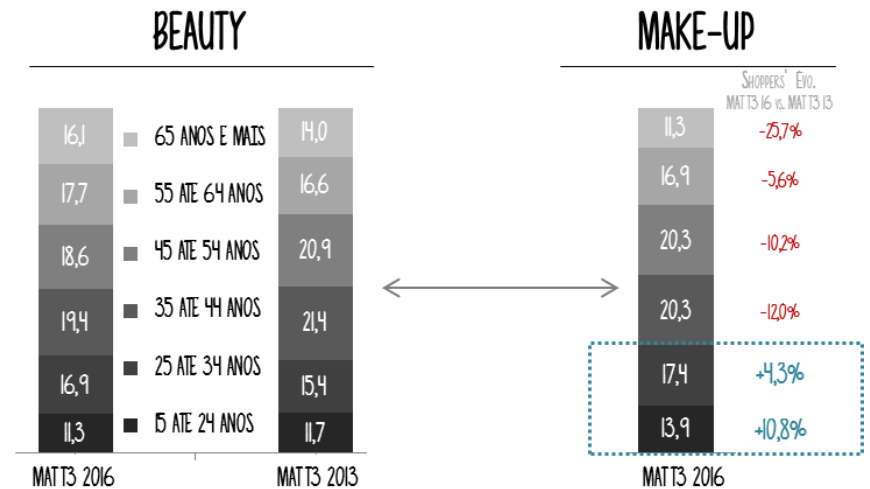 BEAUTY
16,1
17,7
18,6
19,4
16,9
11,3
MAT T3 2016
65 ANOS E MAIS
55 ATE 64 ANOS
45 ATE 54 ANOS
35 ATE 44 ANOS
25 ATE 34 ANOS
15 ATE 24 ANOS
14,0
16,6
20,9
21,4
15,4
11,7
MAT T3 2013
MAKE-UP
SHOPPERS' EVO.
MAT T3 16 VS. MAT T3 13
11,3 -25,7%
16,9 -5,6%
20,3 -10,2%
20,3 -12,0%
17,4 +4,3%
13,9 +10,8%
MAT T3 2016